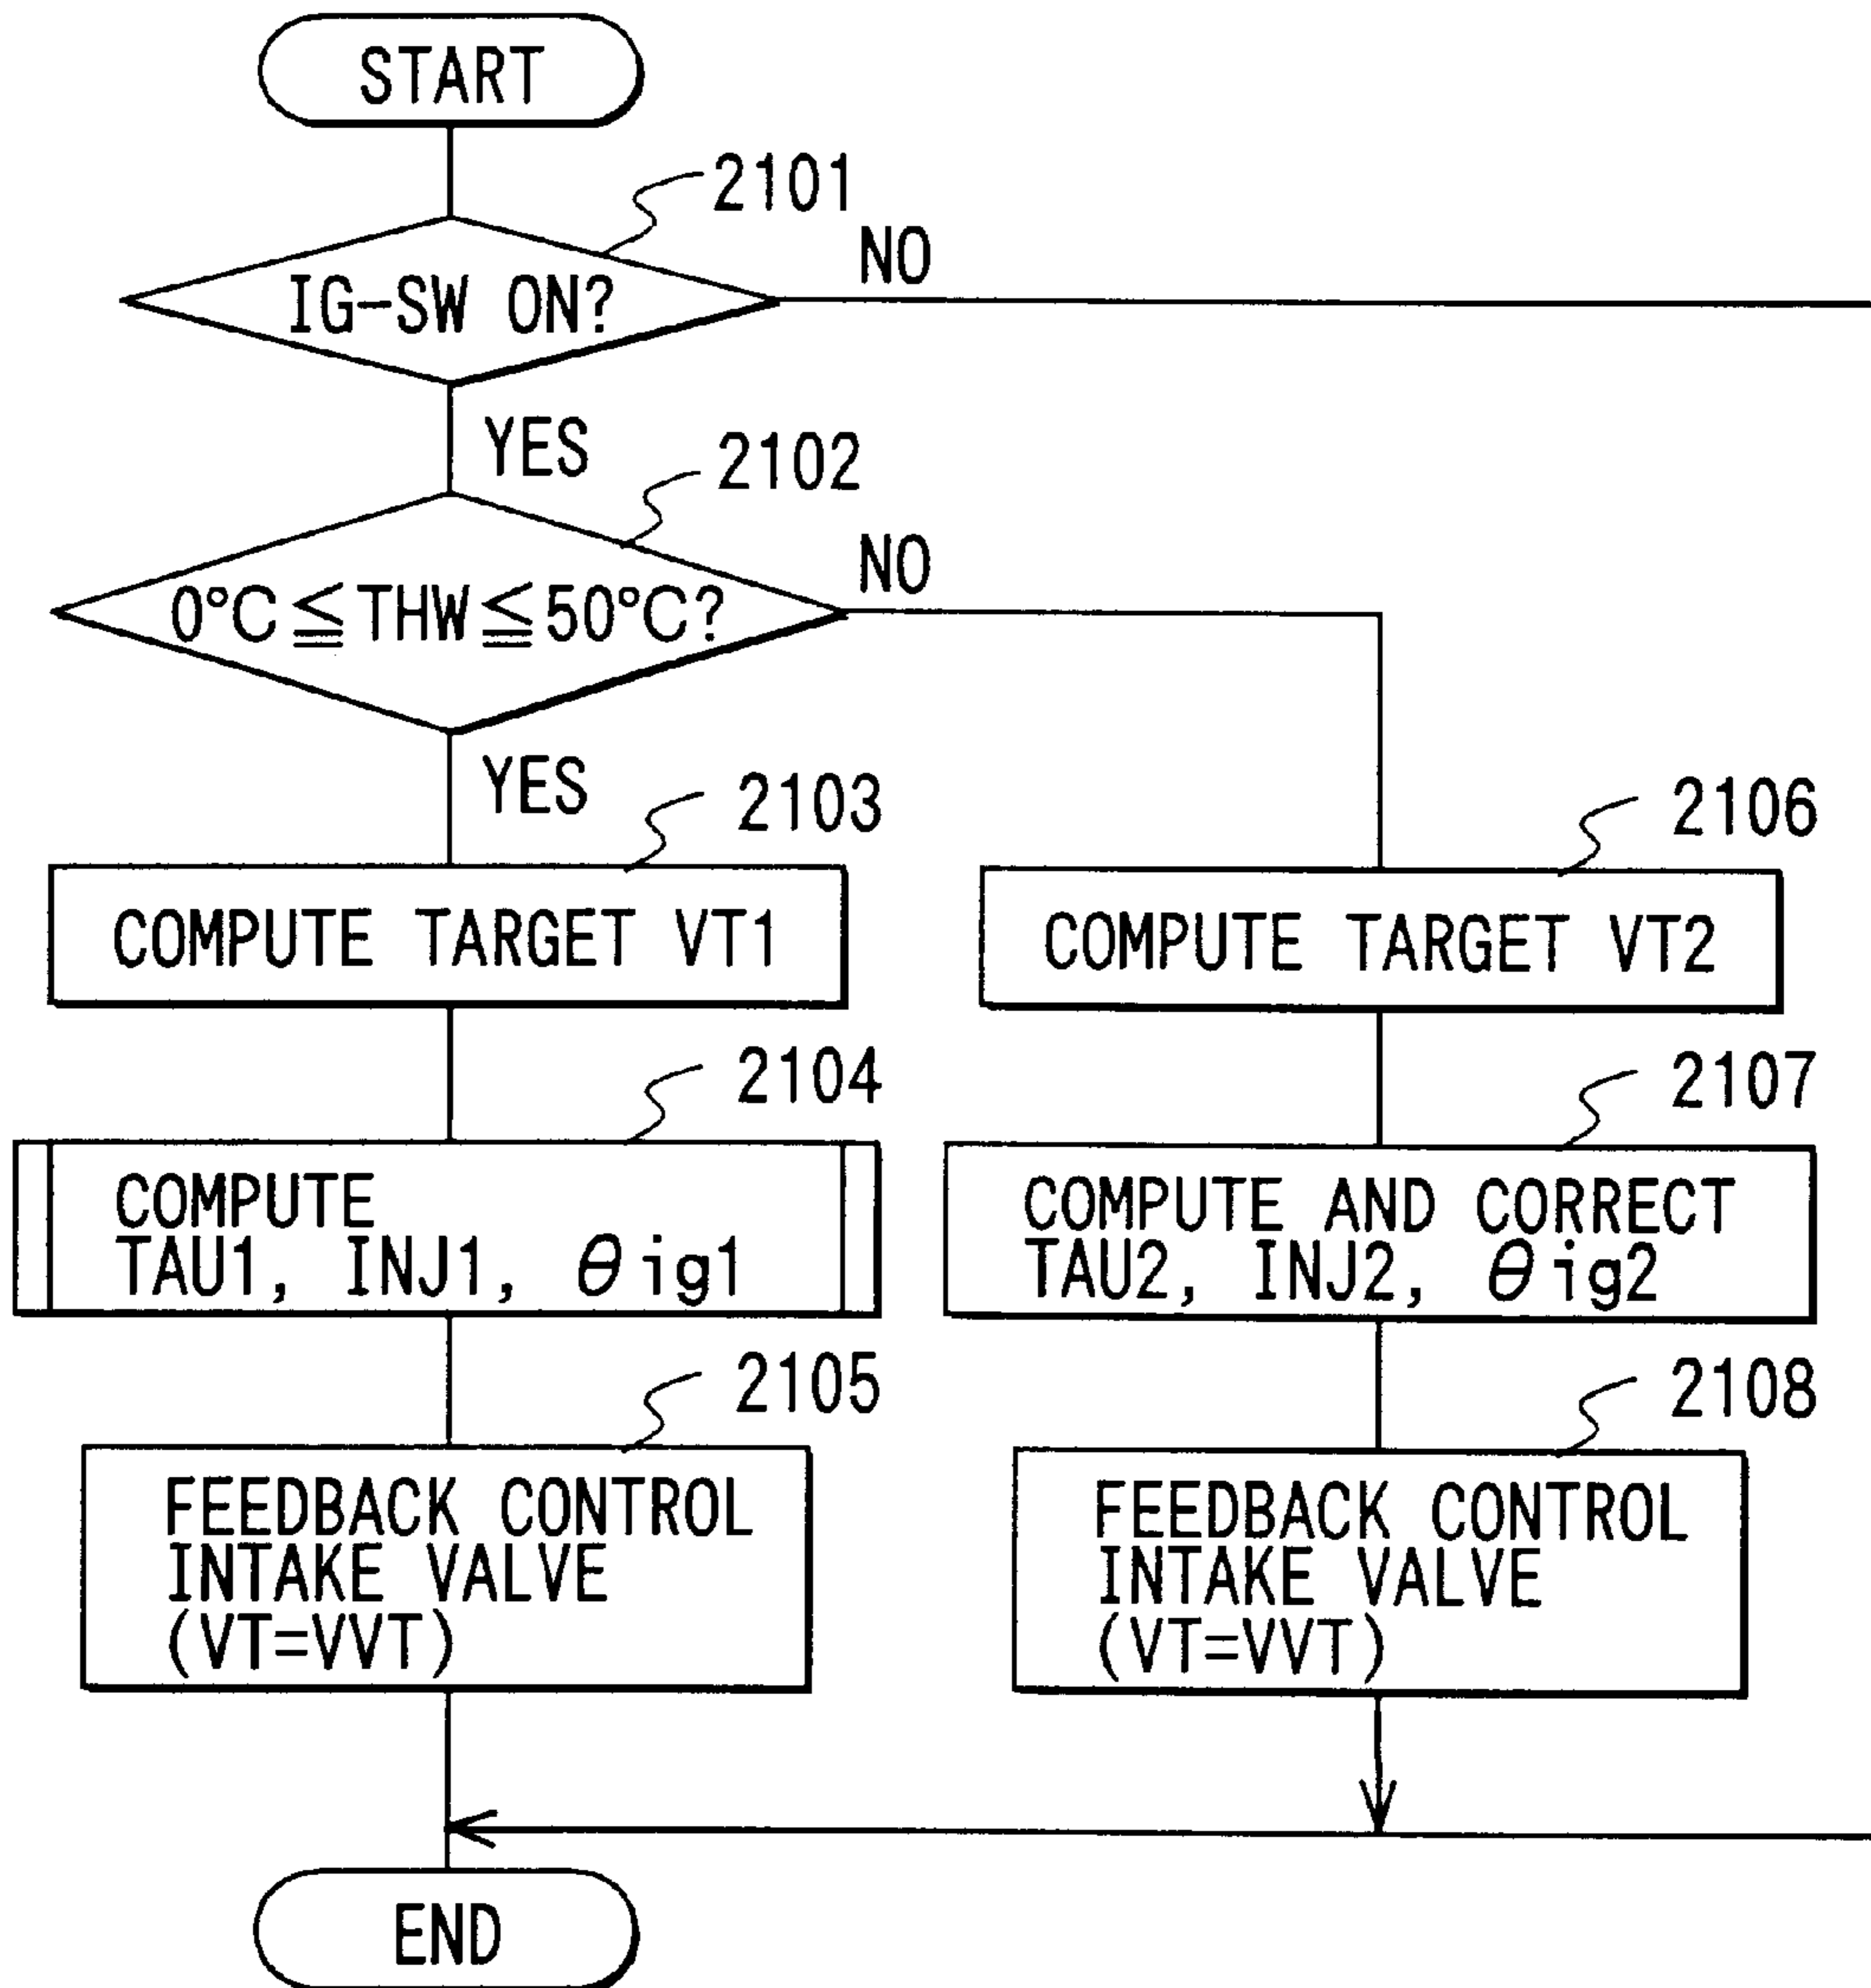 START
2101
IG-SW ON?
NO
YES
2102
0°C≦THW≦50°C?
NO
YES
2103
COMPUTE TARGET VT1
2106
COMPUTE TARGET VT2
2104
COMPUTE
TAU1, INJ1, θig1
2107
COMPUTE AND CORRECT
TAU2, INJ2, θig2
2105
FEEDBACK CONTROL
INTAKE VALVE
(VT=VVT)
2108
FEEDBACK CONTROL
INTAKE VALVE
(VT=VVT)
END